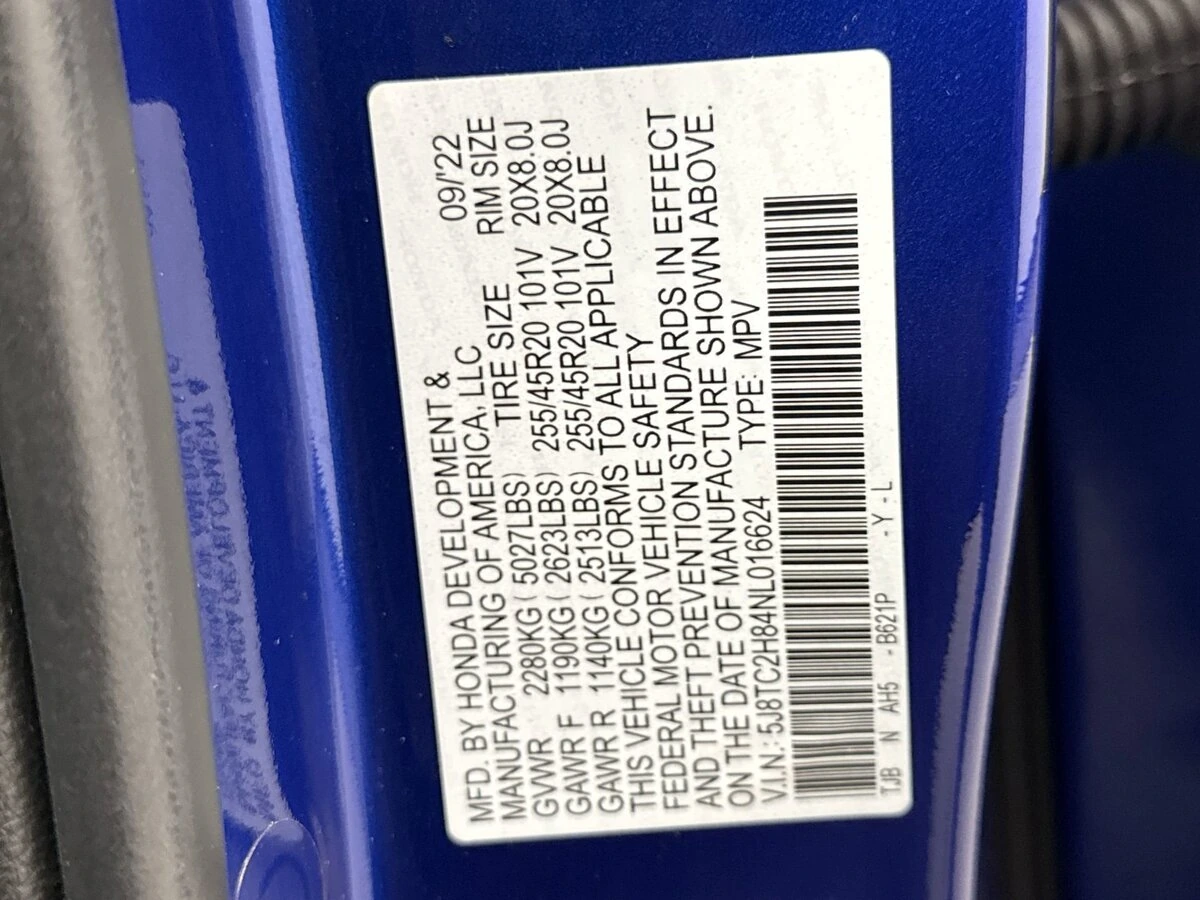 MFD. BY HONDA DEVELOPMENT &
MANUFACTURING OF AMERICA, LLC 09/'22
TIRE SIZE RIM SIZE
GVWR 2280KG ( 5027LBS)
GAWR F 1190KG ( 2623LBS) 255/45R20 101V 20X8.0J
GAWR R 1140KG ( 2513LBS) 255/45R20 101V 20X8.0J
THIS VEHICLE CONFORMS TO ALL APPLICABLE
FEDERAL MOTOR VEHICLE SAFETY
AND THEFT PREVENTION STANDARDS IN EFFECT
ON THE DATE OF MANUFACTURE SHOWN ABOVE.
V.I.N.: 5J8TC2H84NL016624 TYPE: MPV
TJB N AH5 - B621P - Y - L